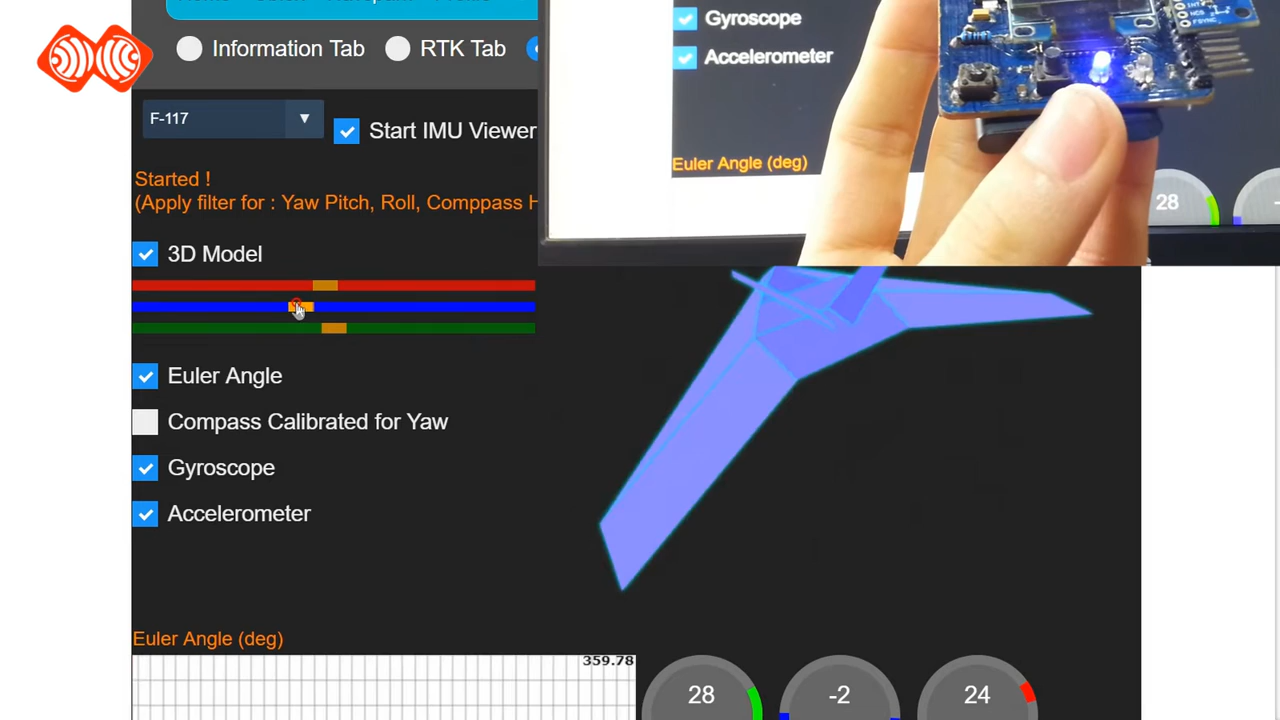 Information Tab
RTK Tab
F-117
▼
Start IMU Viewer
Started !
(Apply filter for : Yaw Pitch, Roll, Comppass H
3D Model
Euler Angle
Compass Calibrated for Yaw
Gyroscope
Accelerometer
Euler Angle (deg)
359.78
28
-2
24
Gyroscope
Accelerometer
Euler Angle (deg)
28